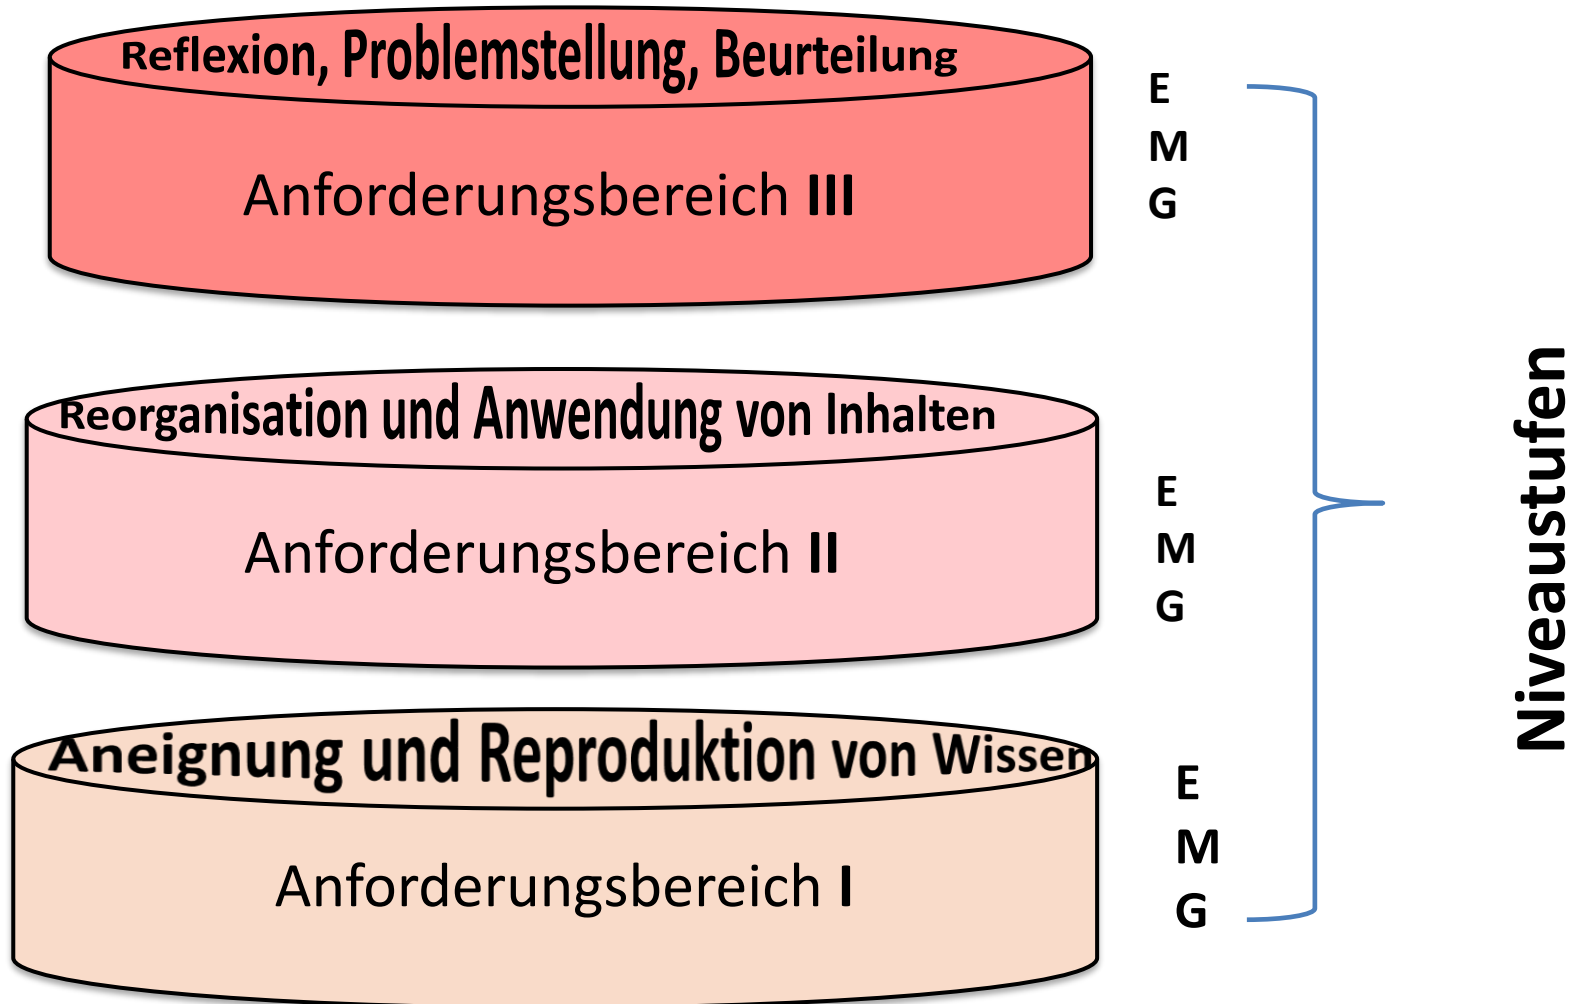 Reflexion, Problemstellung, Beurteilung
Anforderungsbereich III
E
M
G
Reorganisation und Anwendung von Inhalten
Anforderungsbereich II
E
M
G
Aneignung und Reproduktion von Wissen
Anforderungsbereich I
E
M
G
Niveaustufen